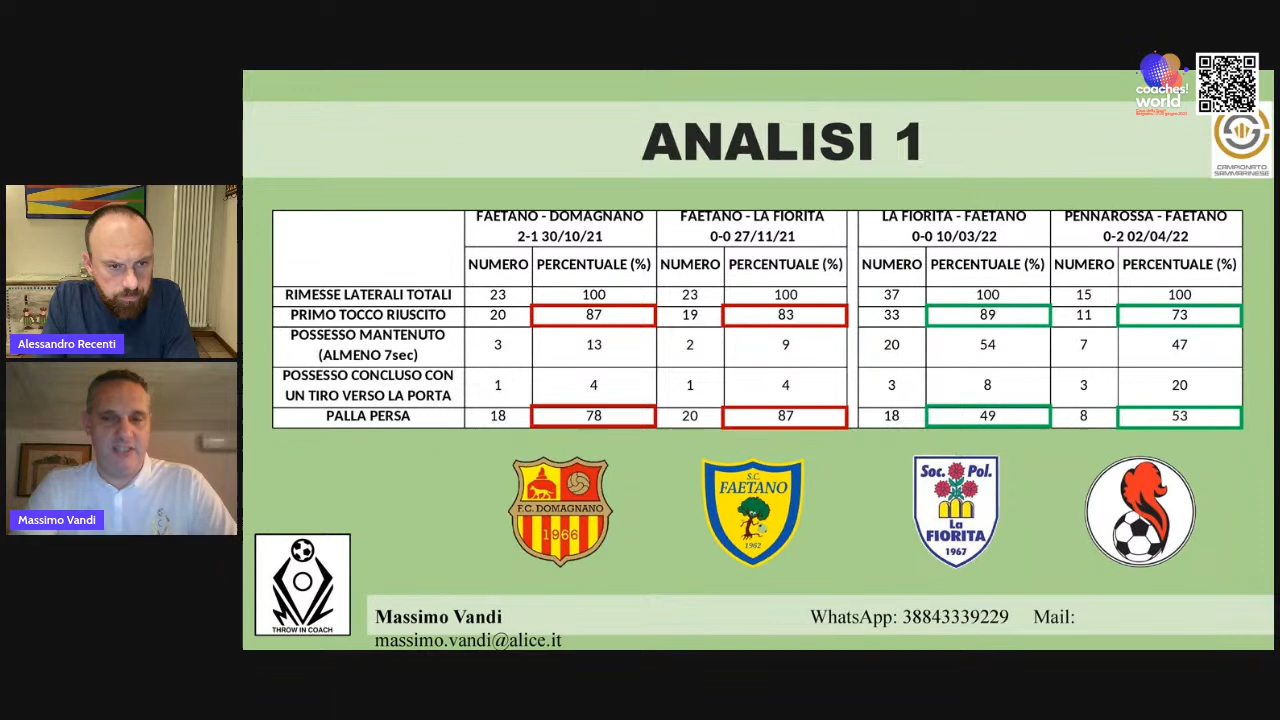 coaches!
world
CAMPIONATO
SAMMARINESE
ANALISI 1
FAETANO - DOMAGNANO
2-1 30/10/21
FAETANO - LA FIORITA
0-0 27/11/21
LA FIORITA - FAETANO
0-0 10/03/22
PENNAROSSA - FAETANO
0-2 02/04/22
NUMERO PERCENTUALE (%) NUMERO PERCENTUALE (%) NUMERO PERCENTUALE (%) NUMERO PERCENTUALE (%)
RIMESSE LATERALI TOTALI 23 100 23 100 37 100 15 100
PRIMO TOCCO RIUSCITO 20 87 19 83 33 89 11 73
POSSESSO MANTENUTO
(ALMENO 7sec) 3 13 2 9 20 54 7 47
POSSESSO CONCLUSO CON
UN TIRO VERSO LA PORTA 1 4 1 4 3 8 3 20
PALLA PERSA 18 78 20 87 18 49 8 53
Alessandro Recenti
Massimo Vandi
F.C. DOMAGNANO
1966
S.C.
FAETANO
1962
Soc. Pol.
La
FIORITA
1967
THROW IN COACH
Massimo Vandi WhatsApp: 38843339229 Mail:
massimo.vandi@alice.it